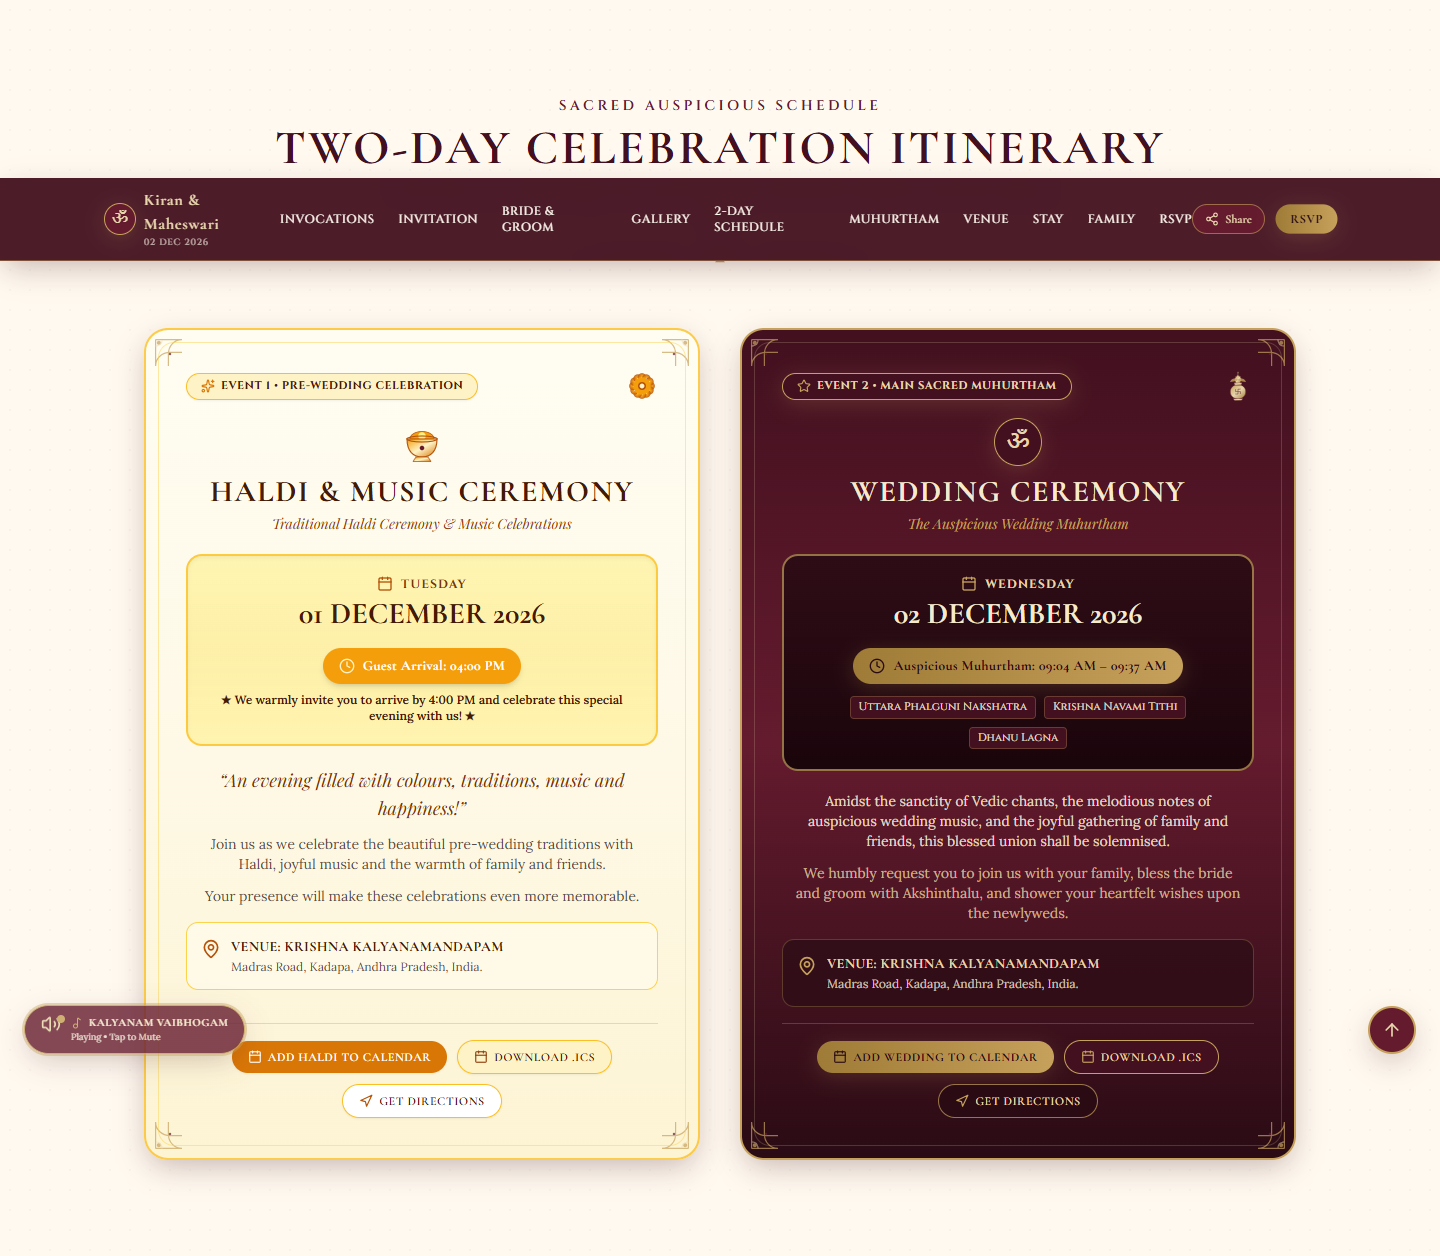 SACRED AUSPICIOUS SCHEDULE
TWO-DAY CELEBRATION ITINERARY
ॐ
Kiran &
Maheswari
02 DEC 2026
INVOCATIONS
INVITATION
BRIDE &
GROOM
GALLERY
2-DAY
SCHEDULE
MUHURTHAM
VENUE
STAY
FAMILY
RSVP
Share
RSVP
EVENT 1 • PRE-WEDDING CELEBRATION
HALDI & MUSIC CEREMONY
Traditional Haldi Ceremony & Music Celebrations
TUESDAY
01 DECEMBER 2026
Guest Arrival: 04:00 PM
★ We warmly invite you to arrive by 4:00 PM and celebrate this special
evening with us! ★
“An evening filled with colours, traditions, music and
happiness!”
Join us as we celebrate the beautiful pre-wedding traditions with
Haldi, joyful music and the warmth of family and friends.
Your presence will make these celebrations even more memorable.
VENUE: KRISHNA KALYANAMANDAPAM
Madras Road, Kadapa, Andhra Pradesh, India.
ADD HALDI TO CALENDAR
DOWNLOAD .ICS
GET DIRECTIONS
EVENT 2 • MAIN SACRED MUHURTHAM
ॐ
WEDDING CEREMONY
The Auspicious Wedding Muhurtham
WEDNESDAY
02 DECEMBER 2026
Auspicious Muhurtham: 09:04 AM – 09:37 AM
UTTARA PHALGUNI NAKSHATRA
KRISHNA NAVAMI TITHI
DHANU LAGNA
Amidst the sanctity of Vedic chants, the melodious notes of
auspicious wedding music, and the joyful gathering of family and
friends, this blessed union shall be solemnised.
We humbly request you to join us with your family, bless the bride
and groom with Akshinthalu, and shower your heartfelt wishes upon
the newlyweds.
VENUE: KRISHNA KALYANAMANDAPAM
Madras Road, Kadapa, Andhra Pradesh, India.
ADD WEDDING TO CALENDAR
DOWNLOAD .ICS
GET DIRECTIONS
KALYANAM VAIBHOGAM
Playing • Tap to Mute